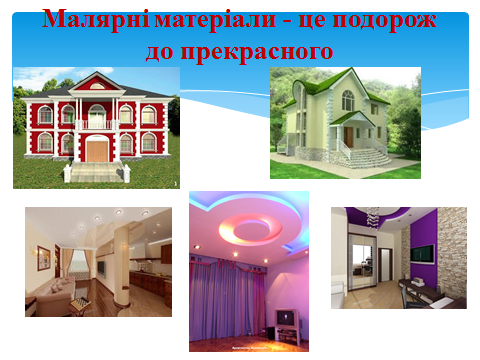 Малярні матеріали - це подорож
до прекрасного